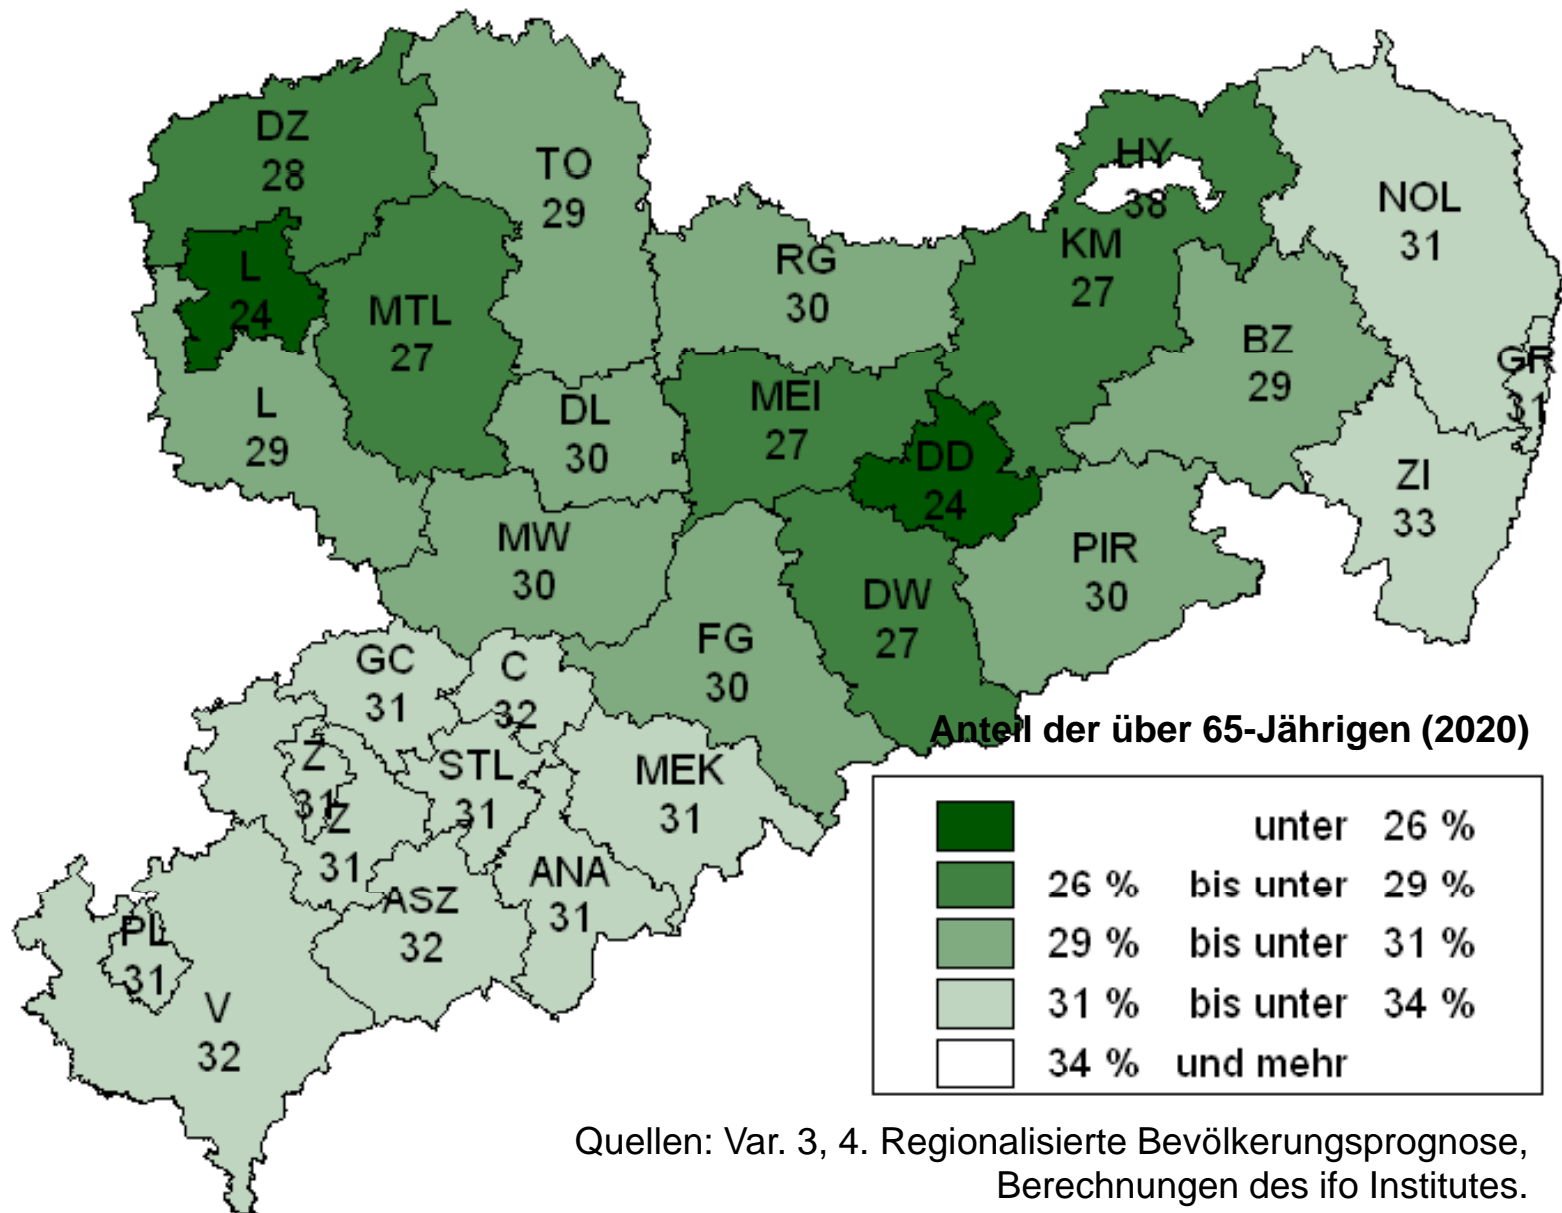 DZ
28
TO
29
HY
38
NOL
31
L
24
MTL
27
RG
30
KM
27
BZ
29
GR
31
L
29
DL
30
MEI
27
DD
24
ZI
33
MW
30
PIR
30
DW
27
FG
30
GC
31
C
32
Z
31
STL
31
MEK
31
Z
31
ANA
31
ASZ
32
PL
31
V
32
Anteil der über 65-Jährigen (2020)
unter 26 %
26 % bis unter 29 %
29 % bis unter 31 %
31 % bis unter 34 %
34 % und mehr
Quellen: Var. 3, 4. Regionalisierte Bevölkerungsprognose,
Berechnungen des ifo Institutes.